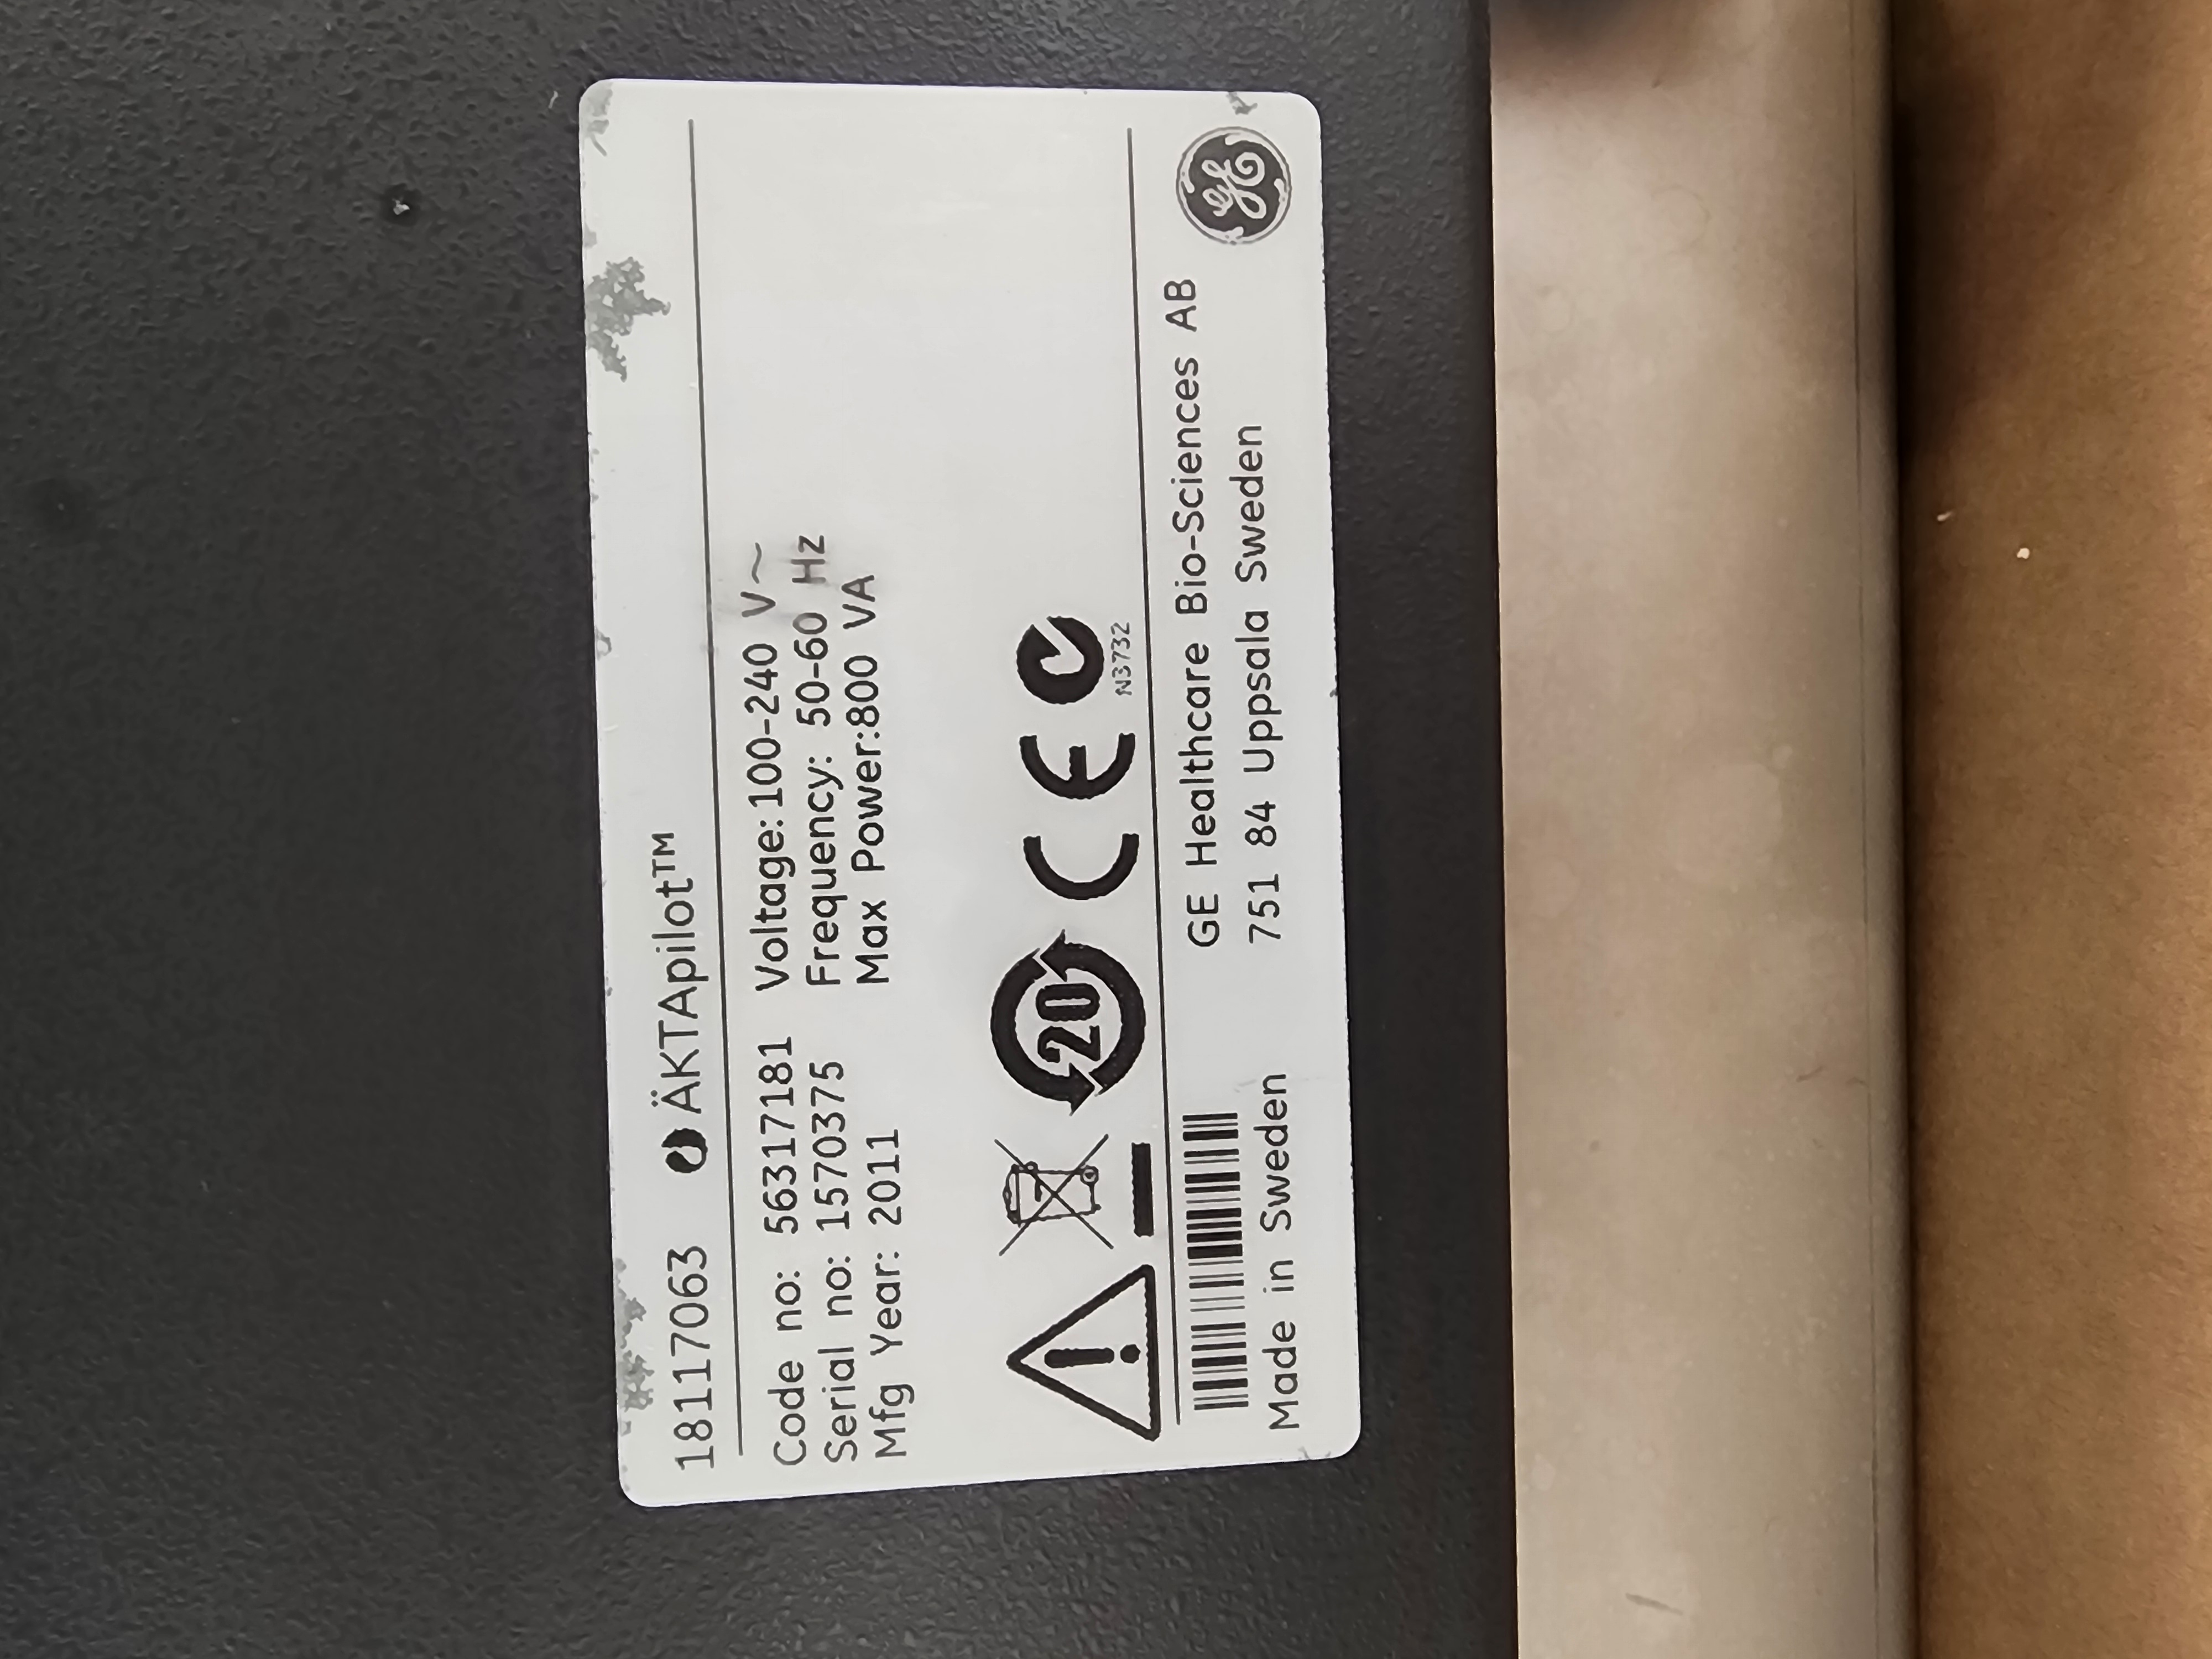 18117063 ÄKTApilot™
Code no: 56317181 Voltage:100-240 V~
Serial no: 1570375 Frequency: 50-60 Hz
Mfg Year: 2011 Max Power:800 VA
20
CE
N3732
GE Healthcare Bio-Sciences AB
Made in Sweden 751 84 Uppsala Sweden
GE